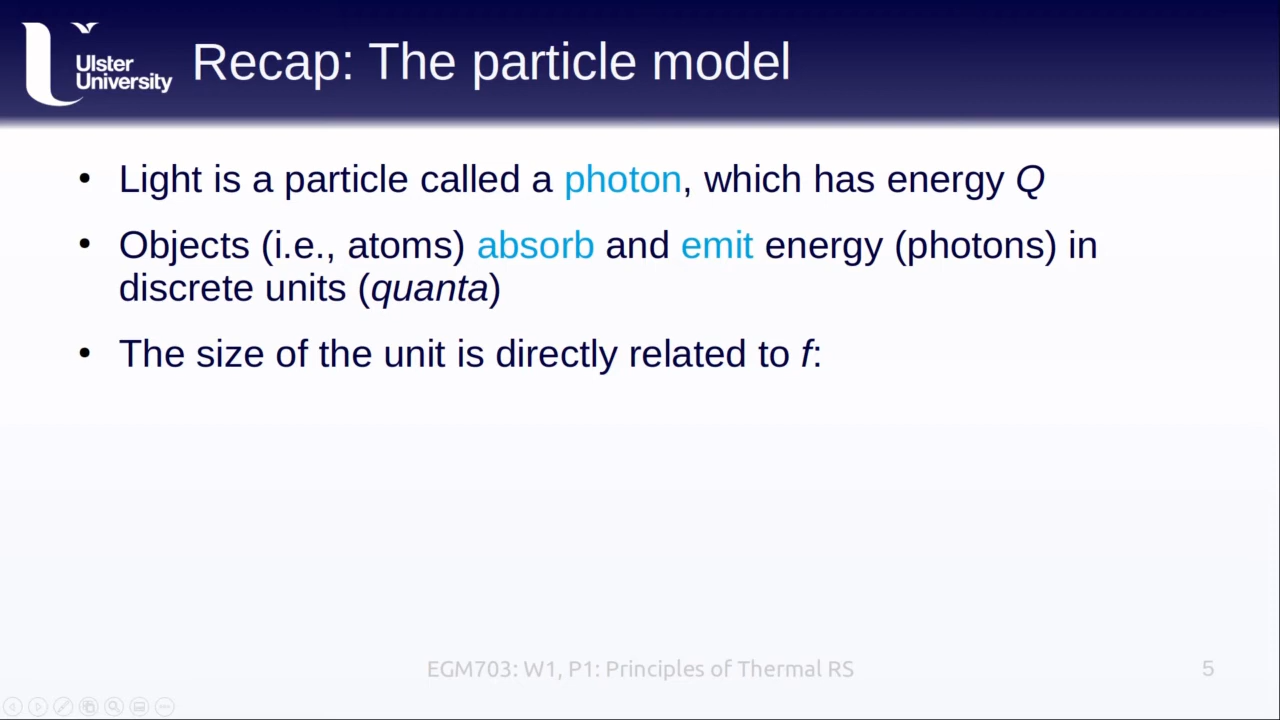 Ulster
University
Recap: The particle model
• Light is a particle called a photon, which has energy Q
• Objects (i.e., atoms) absorb and emit energy (photons) in
discrete units (quanta)
• The size of the unit is directly related to f:
EGM703: W1, P1: Principles of Thermal RS
5